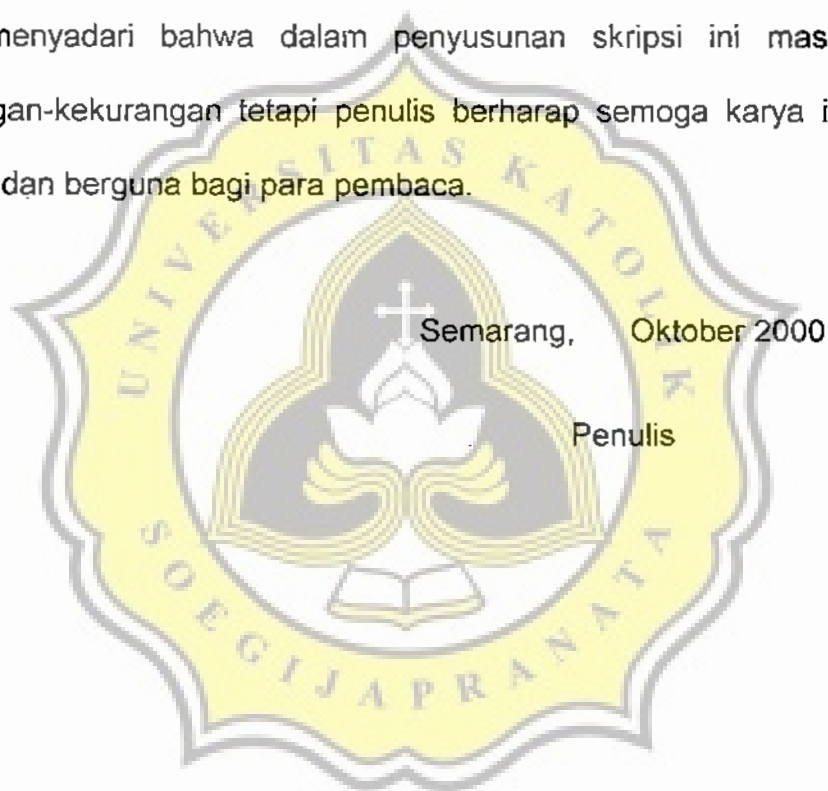 menyadari bahwa dalam penyusunan skripsi ini mas
gan-kekurangan tetapi penulis berharap semoga karya i
dan berguna bagi para pembaca.
Semarang, Oktober 2000
Penulis
UNIVERSITAS KATOLIK
SOEGIJAPRANATA